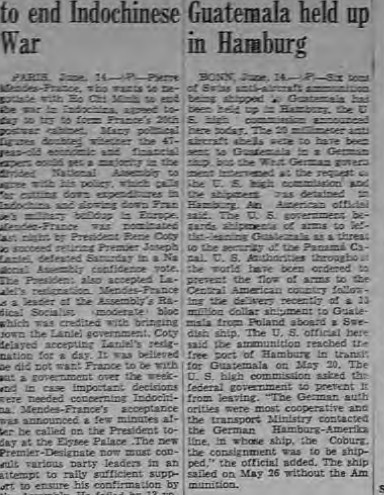 to end Indochinese
War
PARIS, June, 14.—(P)—Pierre
Mendes-France, who wants to ne-
gotiate with Ho Chi Minh to end
the war in Indochina, agreed to-
day to try to form France's 20th
postwar cabinet. Many political
figures doubted whether the 47-
year-old economic and financial
expert could get a majority in the
divided National Assembly to
agree with his policy, which calls
for cutting down expenditures in
Indochina and slowing down Fran
ce's military buildup in Europe.
Mendes-France was nominated
last night by President Rene Coty
to succeed retiring Premier Joseph
Laniel, defeated Saturday in a Na
tional Assembly confidence vote.
The President also accepted La-
niel's resignation. Mendes-France
is a leader of the Assembly's Ra-
dical Socialist (moderate) bloc
which was credited with bringing
down the Laniel government. Coty
delayed accepting Laniel's resig-
nation for a day. It was believed
he did not want France to be with
out a government over the week-
end in case important decisions
were needed concerning Indochi-
na. Mendes-France's acceptance
was announced a few minutes af-
ter he called on the President to-
day at the Elysee Palace .The new
Premier-Designate now must con-
sult various party leaders in an
attempt to rally sufficient supp-
ort to ensure his confirmation by
Guatemala held up
in Hamburg
BONN, June, 14.—(P)—Six tons
of Swiss anti-aircraft ammunition
being shipped to Guatemala has
been held up in Hamburg, the U
S. high commission announced
here today. The 20 millimeter anti
aircraft shells were to have been
sent to Guatemala in a German
ship, but the West German govern
ment intervened at the request of
the U. S. high commission and
the shipment was detained in
Hamburg. An American official
said. The U. S. government re-
gards shipments of arms to lef-
tist-leaning Guatemala as a threat
to the security of the Panama Ca-
nal. U. S. Authorities throughout
the world have been ordered to
prevent the flow of arms to the
Central American country follow-
ing the delivery recently of a 10
million dollar shipment to Guate-
mala from Poland aboard a Swe-
dish ship. The U. S. official here
said the ammunition reached the
free port of Hamburg in transit
for Guatemala on May 20. The
U. S. high commission asked the
federal government to prevent it
from leaving. "The German auth
orities were most cooperative and
the transport Ministry contacted
the German Hamburg-Amerika
line, in whose ship, the Coburg,
the consignment was to be ship-
ped," the official added. The ship
sailed on May 26 without the Am
munition.